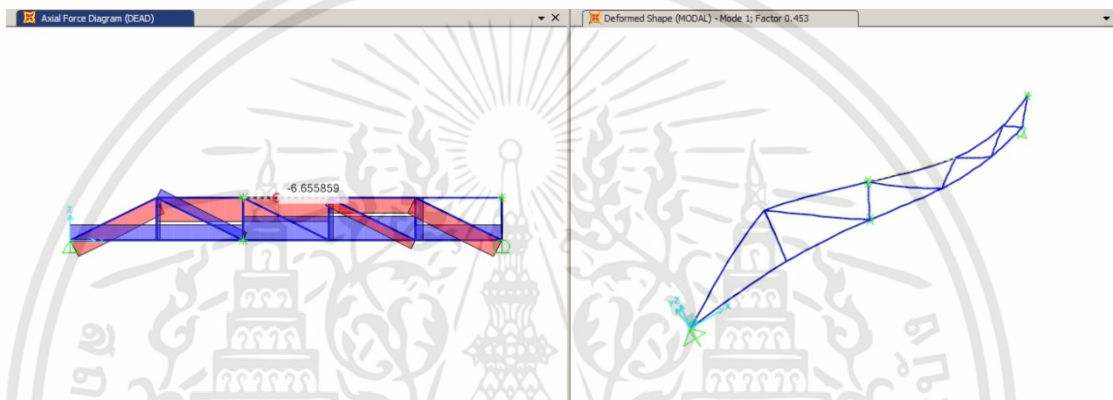 Axial Force Diagram (DEAD)
Deformed Shape (MODAL) - Mode 1; Factor 0.453
-6.655859